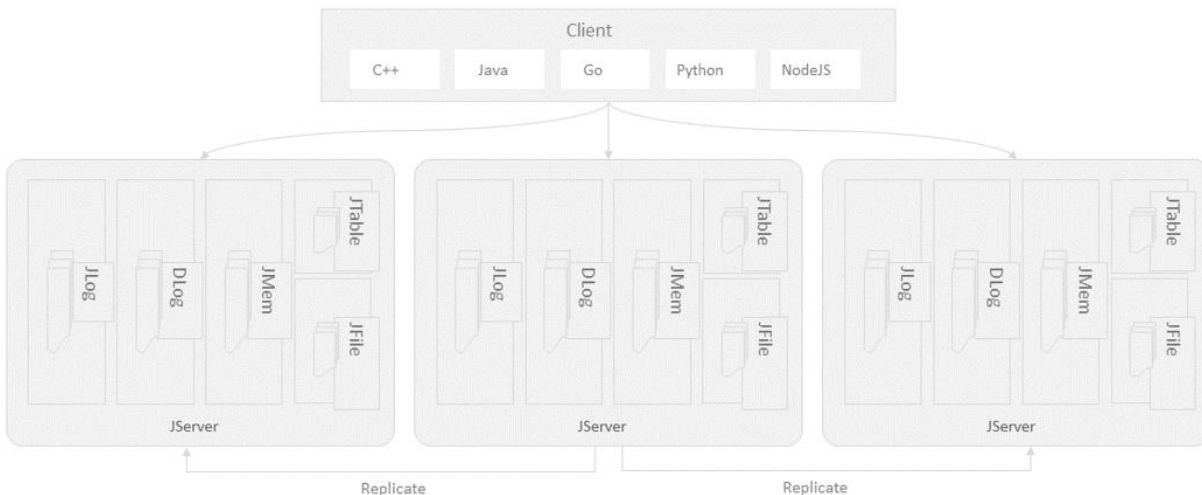 Client
C++ Java Go Python NodeJS
JLog DLog JMem JTable JFile
JServer
JLog DLog JMem JTable JFile
JServer
JLog DLog JMem JTable JFile
JServer
Replicate
Replicate